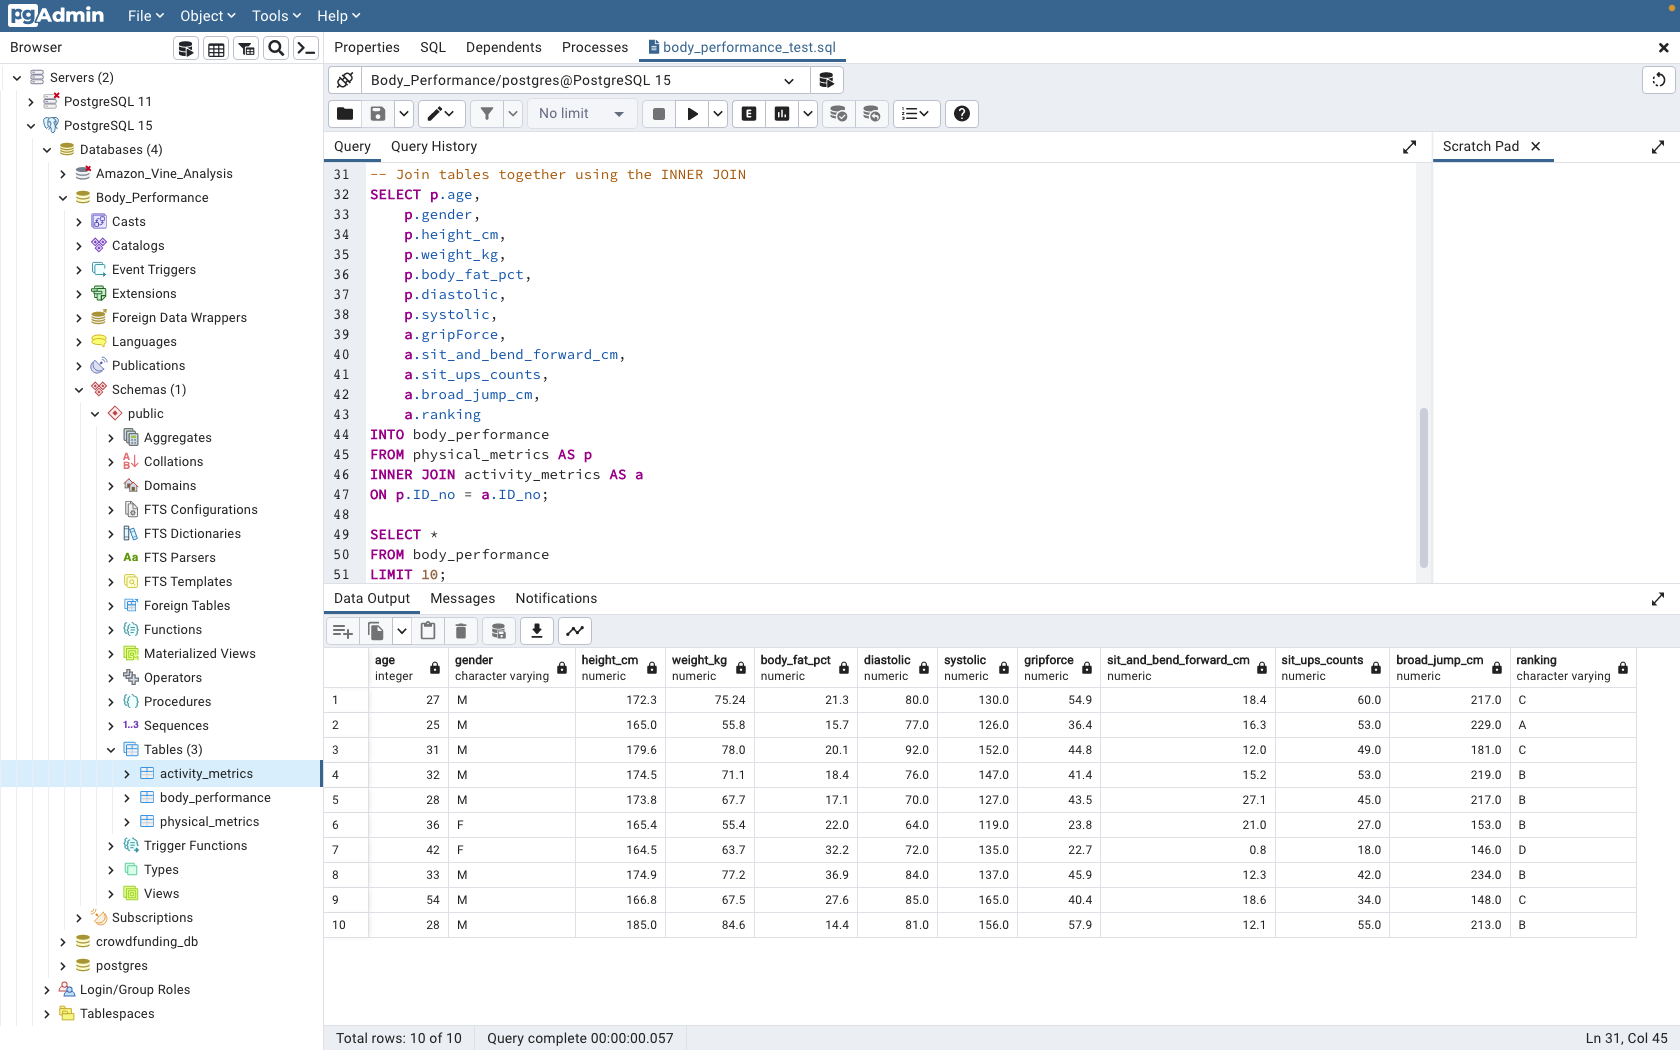 pgAdmin File Object Tools Help
Browser
Properties SQL Dependents Processes body_performance_test.sql
Servers (2)
PostgreSQL 11
PostgreSQL 15
Databases (4)
Amazon_Vine_Analysis
Body_Performance
Casts
Catalogs
Event Triggers
Extensions
Foreign Data Wrappers
Languages
Publications
Schemas (1)
public
Aggregates
Collations
Domains
FTS Configurations
FTS Dictionaries
Aa FTS Parsers
FTS Templates
Foreign Tables
Functions
Materialized Views
Operators
Procedures
1..3 Sequences
Tables (3)
activity_metrics
body_performance
physical_metrics
Trigger Functions
Types
Views
Subscriptions
crowdfunding_db
postgres
Login/Group Roles
Tablespaces
Body_Performance/postgres@PostgreSQL 15
No limit E
Query Query History
Scratch Pad
31 -- Join tables together using the INNER JOIN
32 SELECT p.age,
33 p.gender,
34 p.height_cm,
35 p.weight_kg,
36 p.body_fat_pct,
37 p.diastolic,
38 p.systolic,
39 a.gripForce,
40 a.sit_and_bend_forward_cm,
41 a.sit_ups_counts,
42 a.broad_jump_cm,
43 a.ranking
44 INTO body_performance
45 FROM physical_metrics AS p
46 INNER JOIN activity_metrics AS a
47 ON p.ID_no = a.ID_no;
48
49 SELECT *
50 FROM body_performance
51 LIMIT 10;
Data Output Messages Notifications
age gender height_cm weight_kg body_fat_pct diastolic systolic gripforce sit_and_bend_forward_cm sit_ups_counts broad_jump_cm ranking
integer character varying numeric numeric numeric numeric numeric numeric numeric numeric numeric character varying
1 27 M 172.3 75.24 21.3 80.0 130.0 54.9 18.4 60.0 217.0 C
2 25 M 165.0 55.8 15.7 77.0 126.0 36.4 16.3 53.0 229.0 A
3 31 M 179.6 78.0 20.1 92.0 152.0 44.8 12.0 49.0 181.0 C
4 32 M 174.5 71.1 18.4 76.0 147.0 41.4 15.2 53.0 219.0 B
5 28 M 173.8 67.7 17.1 70.0 127.0 43.5 27.1 45.0 217.0 B
6 36 F 165.4 55.4 22.0 64.0 119.0 23.8 21.0 27.0 153.0 B
7 42 F 164.5 63.7 32.2 72.0 135.0 22.7 0.8 18.0 146.0 D
8 33 M 174.9 77.2 36.9 84.0 137.0 45.9 12.3 42.0 234.0 B
9 54 M 166.8 67.5 27.6 85.0 165.0 40.4 18.6 34.0 148.0 C
10 28 M 185.0 84.6 14.4 81.0 156.0 57.9 12.1 55.0 213.0 B
Total rows: 10 of 10 Query complete 00:00:00.057 Ln 31, Col 45